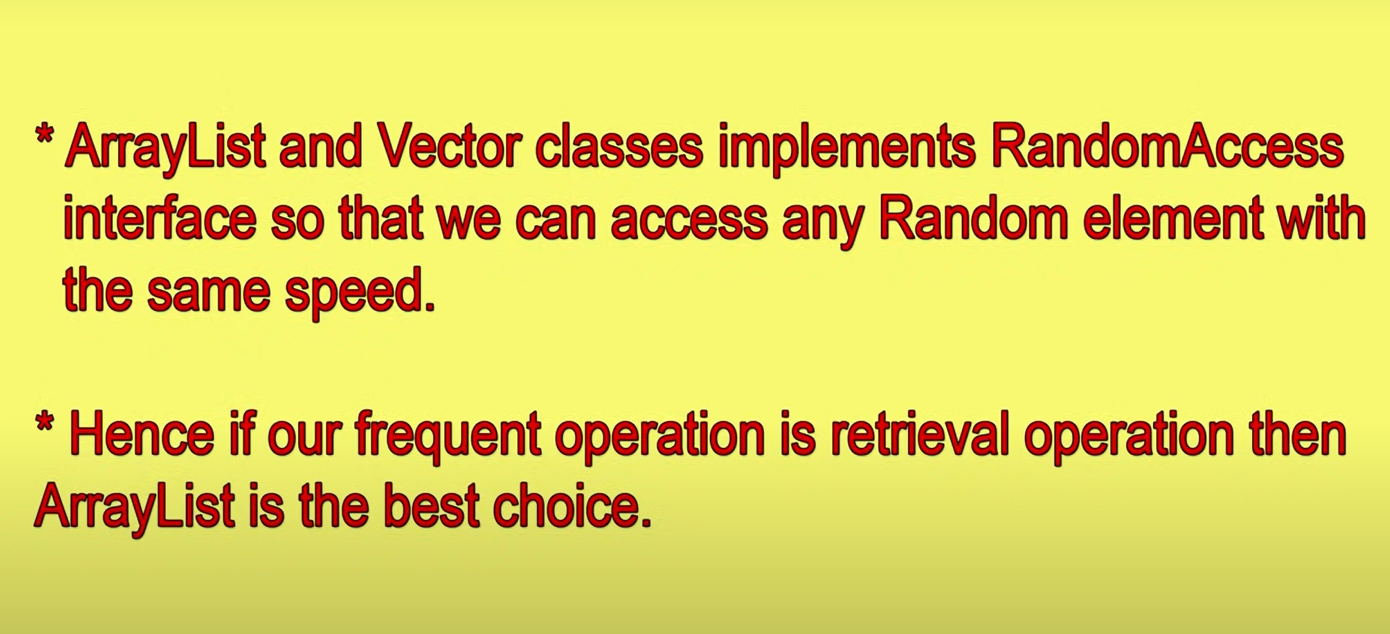 * ArrayList and Vector classes implements RandomAccess
interface so that we can access any Random element with
the same speed.
* Hence if our frequent operation is retrieval operation then
ArrayList is the best choice.